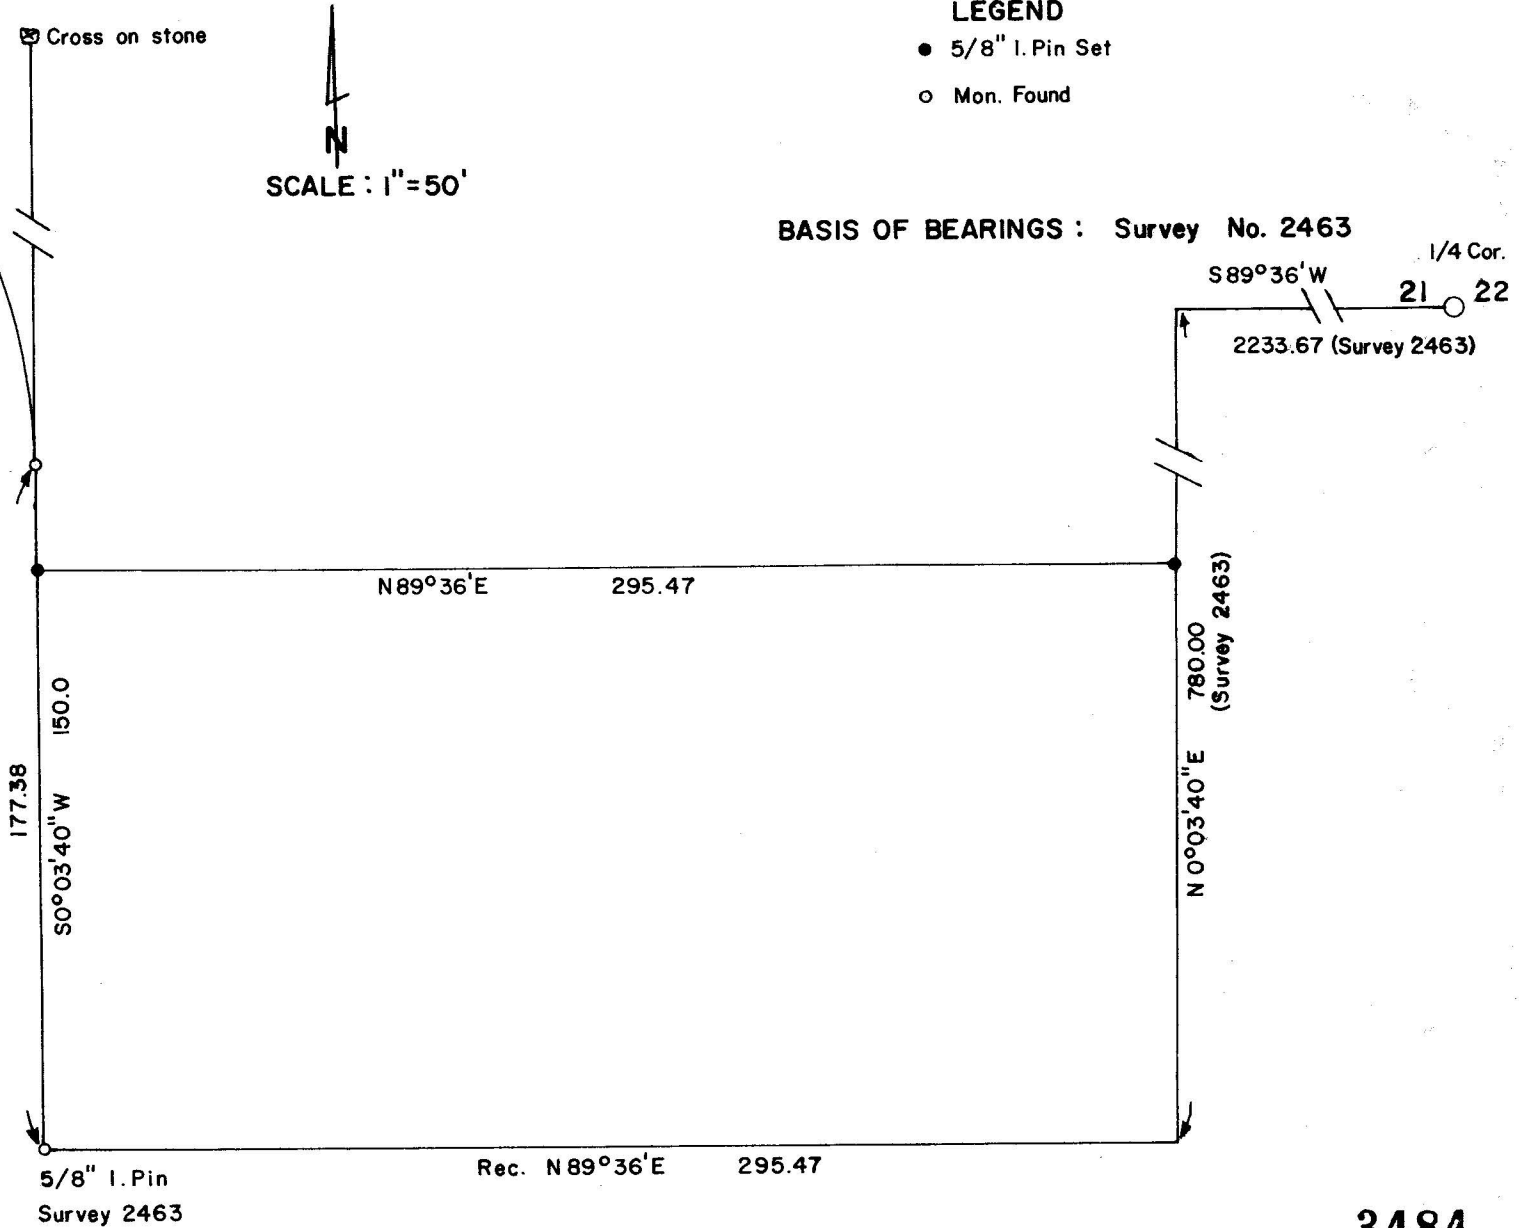 LEGEND
5/8" I. Pin Set
Mon. Found
Cross on stone
N
SCALE : 1"=50'
BASIS OF BEARINGS : Survey No. 2463
1/4 Cor.
S89°36'W
21 22
2233.67 (Survey 2463)
N89°36'E 295.47
780.00
(Survey 2463)
N 0°03'40"E
177.38
S0°03'40"W 150.0
Rec. N89°36'E 295.47
5/8" I. Pin
Survey 2463
3484